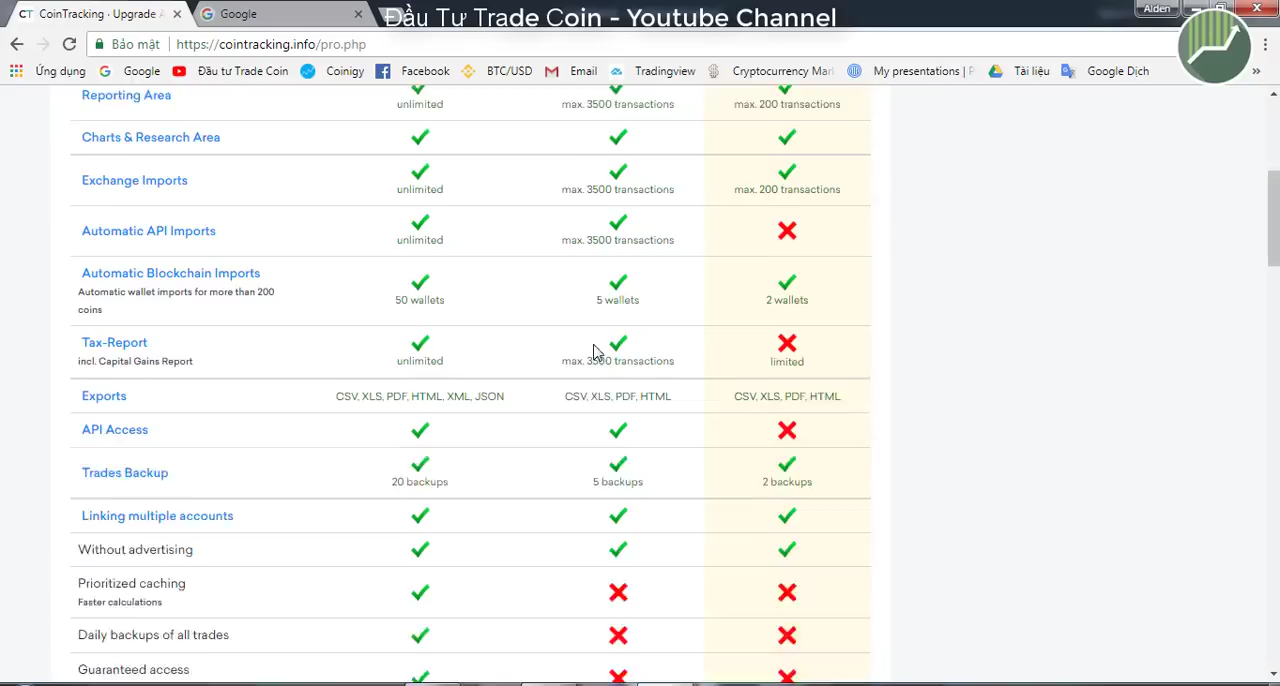 CT CoinTracking · Upgrade
Google
Đầu Tư Trade Coin - Youtube Channel
Alden
Bảo mật
https://cointracking.info/pro.php
Ứng dụng
Google
Đầu tư Trade Coin
Coinigy
Facebook
BTC/USD
Email
Tradingview
Cryptocurrency Mar
My presentations | P
Tài liệu
Google Dịch
Reporting Area
unlimited
max. 3500 transactions
max. 200 transactions
Charts & Research Area
Exchange Imports
unlimited
max. 3500 transactions
max. 200 transactions
Automatic API Imports
unlimited
max. 3500 transactions
Automatic Blockchain Imports
Automatic wallet imports for more than 200
coins
50 wallets
5 wallets
2 wallets
Tax-Report
incl. Capital Gains Report
unlimited
max. 3500 transactions
limited
Exports
CSV, XLS, PDF, HTML, XML, JSON
CSV, XLS, PDF, HTML
CSV, XLS, PDF, HTML
API Access
Trades Backup
20 backups
5 backups
2 backups
Linking multiple accounts
Without advertising
Prioritized caching
Faster calculations
Daily backups of all trades
Guaranteed access